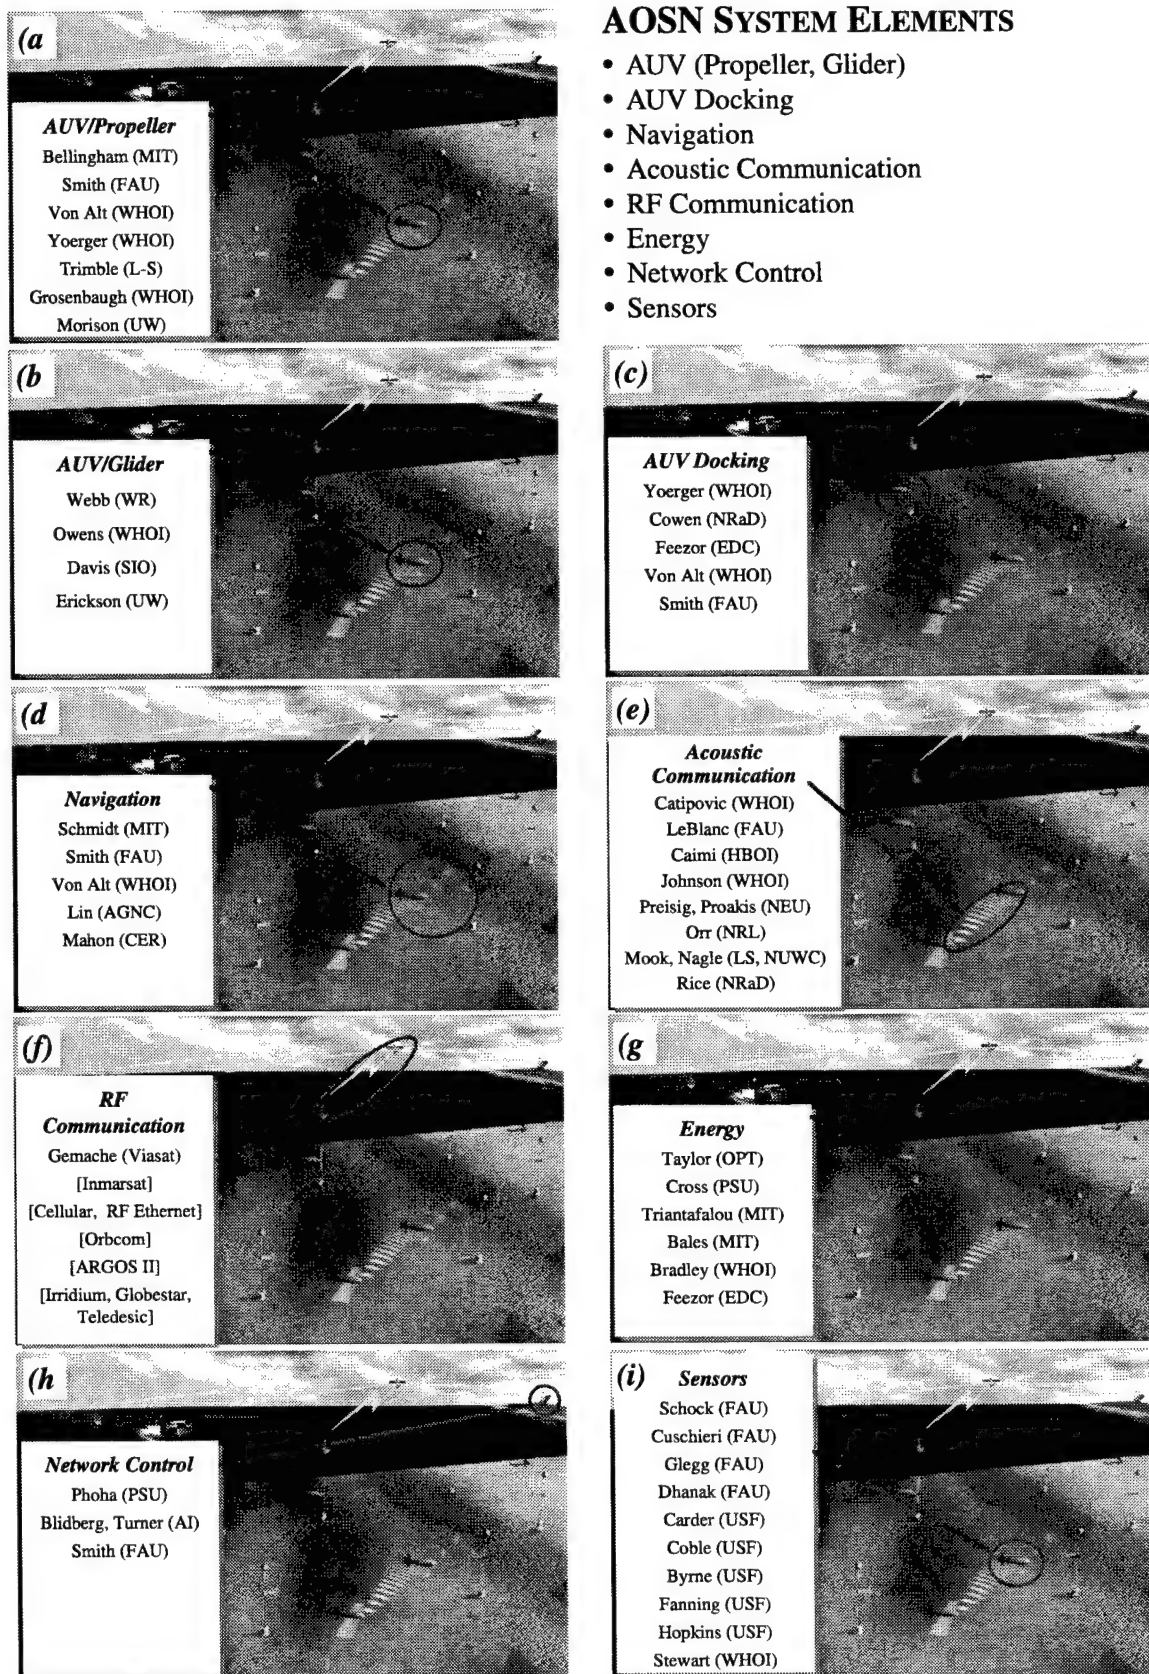 (a
AUV/Propeller
Bellingham (MIT)
Smith (FAU)
Von Alt (WHOI)
Yoerger (WHOI)
Trimble (L-S)
Grosenbaugh (WHOI)
Morison (UW)
AOSN SYSTEM ELEMENTS
• AUV (Propeller, Glider)
• AUV Docking
• Navigation
• Acoustic Communication
• RF Communication
• Energy
• Network Control
• Sensors
(b
AUV/Glider
Webb (WR)
Owens (WHOI)
Davis (SIO)
Erickson (UW)
(c)
AUV Docking
Yoerger (WHOI)
Cowen (NRaD)
Feezor (EDC)
Von Alt (WHOI)
Smith (FAU)
(d
Navigation
Schmidt (MIT)
Smith (FAU)
Von Alt (WHOI)
Lin (AGNC)
Mahon (CER)
(e)
Acoustic
Communication
Catipovic (WHOI)
LeBlanc (FAU)
Caimi (HBOI)
Johnson (WHOI)
Preisig, Proakis (NEU)
Orr (NRL)
Mook, Nagle (LS, NUWC)
Rice (NRaD)
(f)
RF
Communication
Gemache (Viasat)
[Inmarsat]
[Cellular, RF Ethernet]
[Orbcom]
[ARGOS II]
[Irridium, Globestar,
Teledesic]
(g
Energy
Taylor (OPT)
Cross (PSU)
Triantafalou (MIT)
Bales (MIT)
Bradley (WHOI)
Feezor (EDC)
(h
Network Control
Phoha (PSU)
Blidberg, Turner (AI)
Smith (FAU)
(i)
Sensors
Schock (FAU)
Cuschieri (FAU)
Glegg (FAU)
Dhanak (FAU)
Carder (USF)
Coble (USF)
Byrne (USF)
Fanning (USF)
Hopkins (USF)
Stewart (WHOI)